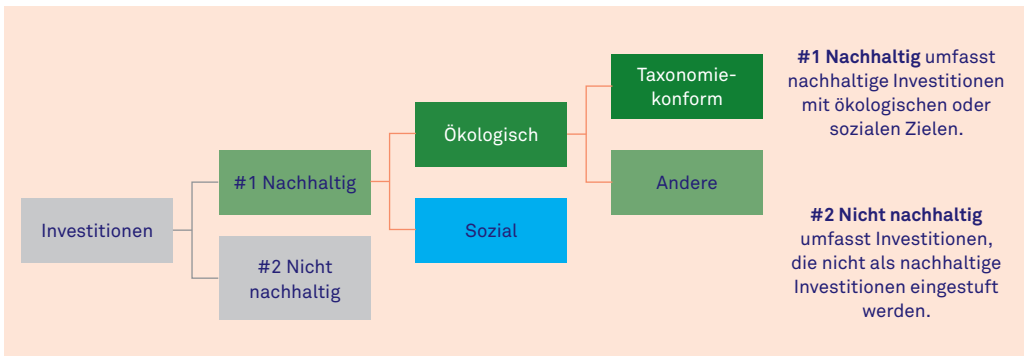 Investitionen
#1 Nachhaltig
#2 Nicht
nachhaltig
Ökologisch
Sozial
Taxonomie-
konform
Andere
#1 Nachhaltig umfasst
nachhaltige Investitionen
mit ökologischen oder
sozialen Zielen.
#2 Nicht nachhaltig
umfasst Investitionen,
die nicht als nachhaltige
Investitionen eingestuft
werden.